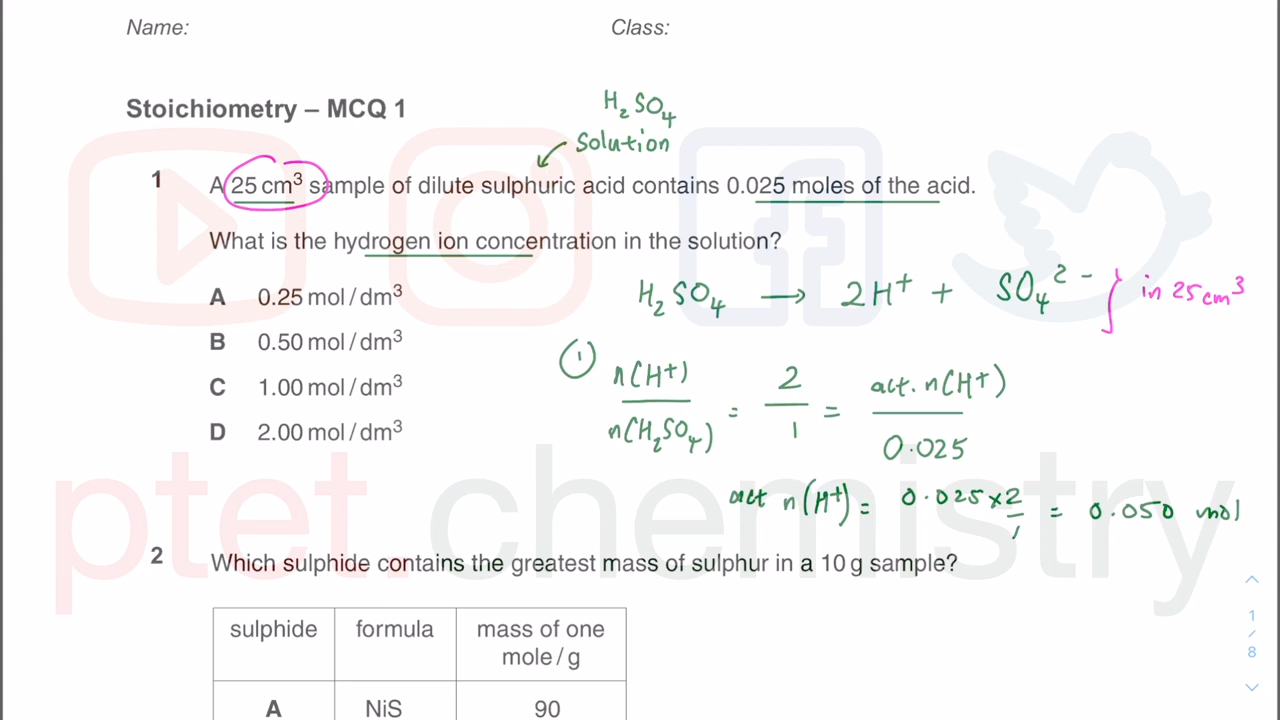 Name: Class:
Stoichiometry – MCQ 1
H₂SO₄
Solution
1 A 25 cm³ sample of dilute sulphuric acid contains 0.025 moles of the acid.
What is the hydrogen ion concentration in the solution?
A 0.25 mol / dm³
B 0.50 mol / dm³
C 1.00 mol / dm³
D 2.00 mol / dm³
H₂SO₄ → 2H⁺ + SO₄²⁻ } in 25cm³
① n(H⁺) / n(H₂SO₄) = 2 / 1 = act. n(H⁺) / 0.025
act n(H⁺) = 0.025 × 2/1 = 0.050 mol
ptet.chemistry
2 Which sulphide contains the greatest mass of sulphur in a 10 g sample?
sulphide formula mass of one
mole / g
A NiS 90
1
/
8